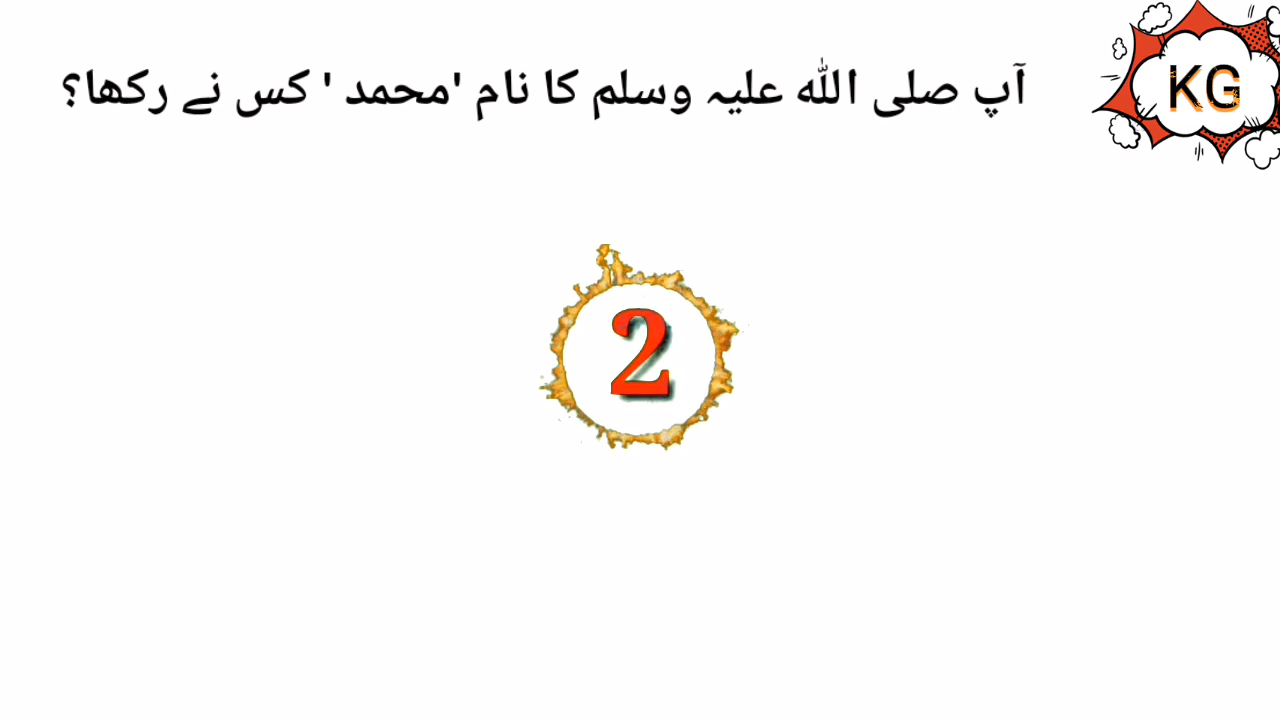 آپ صلی اللہ علیہ وسلم کا نام 'محمد ' کس نے رکھا؟
KG
2